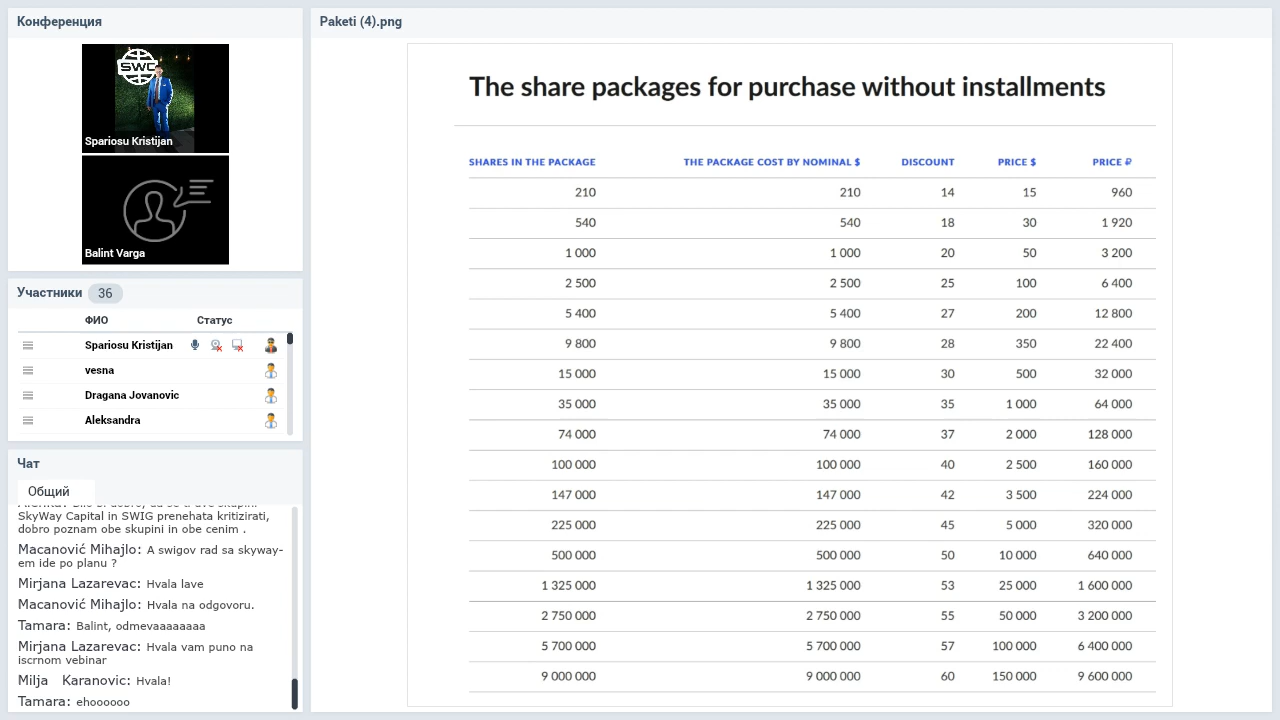 Конференция
SWC
Spariosu Kristijan
Balint Varga
Участники 36
ФИО Статус
Spariosu Kristijan
vesna
Dragana Jovanovic
Aleksandra
Чат
Общий
SkyWay Capital in SWIG prenehata kritizirati,
dobro poznam obe skupini in obe cenim .
Macanović Mihajlo: A swigov rad sa skyway-
em ide po planu ?
Mirjana Lazarevac: Hvala lave
Macanović Mihajlo: Hvala na odgovoru.
Tamara: Balint, odmevaaaaaaaa
Mirjana Lazarevac: Hvala vam puno na
iscrnom vebinar
Milja Karanovic: Hvala!
Tamara: ehoooooo
Paketi (4).png
The share packages for purchase without installments
SHARES IN THE PACKAGE THE PACKAGE COST BY NOMINAL $ DISCOUNT PRICE $ PRICE ₽
210 210 14 15 960
540 540 18 30 1 920
1 000 1 000 20 50 3 200
2 500 2 500 25 100 6 400
5 400 5 400 27 200 12 800
9 800 9 800 28 350 22 400
15 000 15 000 30 500 32 000
35 000 35 000 35 1 000 64 000
74 000 74 000 37 2 000 128 000
100 000 100 000 40 2 500 160 000
147 000 147 000 42 3 500 224 000
225 000 225 000 45 5 000 320 000
500 000 500 000 50 10 000 640 000
1 325 000 1 325 000 53 25 000 1 600 000
2 750 000 2 750 000 55 50 000 3 200 000
5 700 000 5 700 000 57 100 000 6 400 000
9 000 000 9 000 000 60 150 000 9 600 000